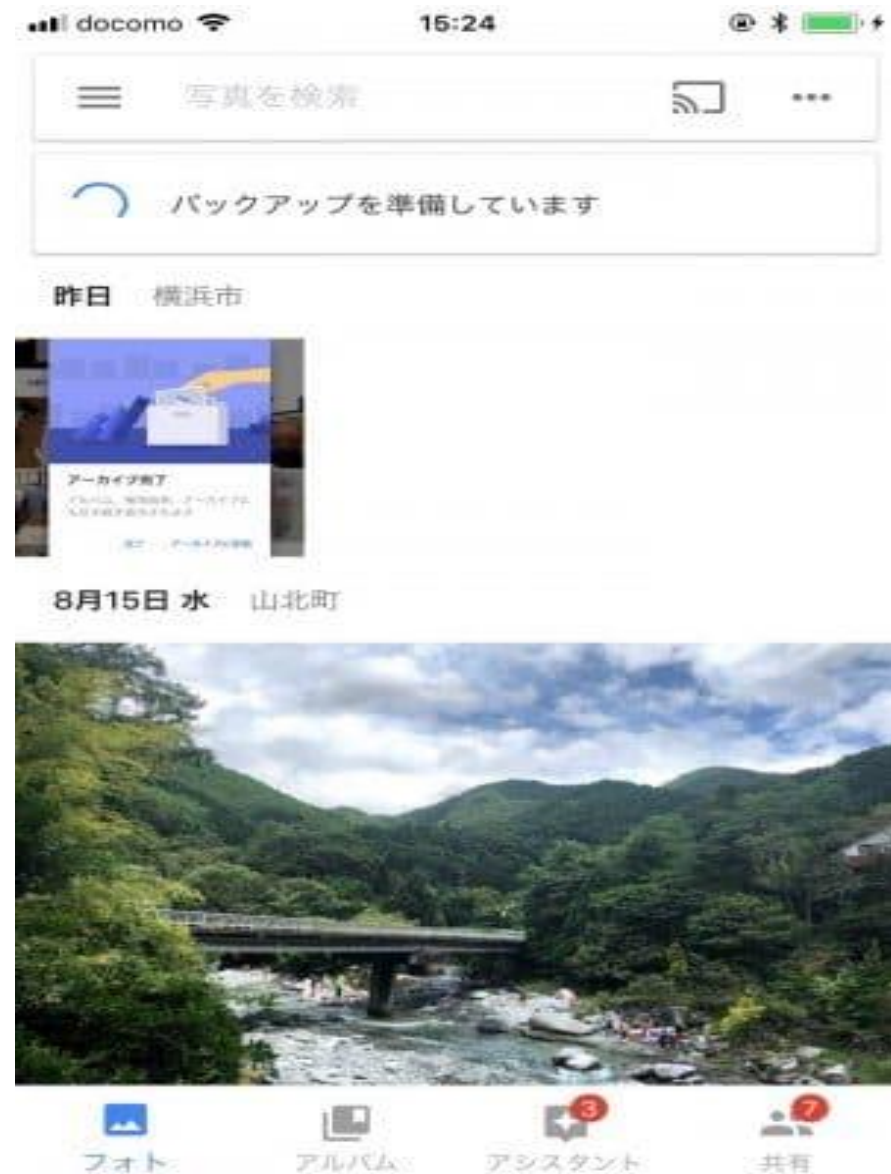 docomo
15:24
写真を検索
バックアップを準備しています
昨日 横浜市
アーカイブ完了
8月15日 水 山北町
3
7
フォト
アルバム
アシスタント
共有